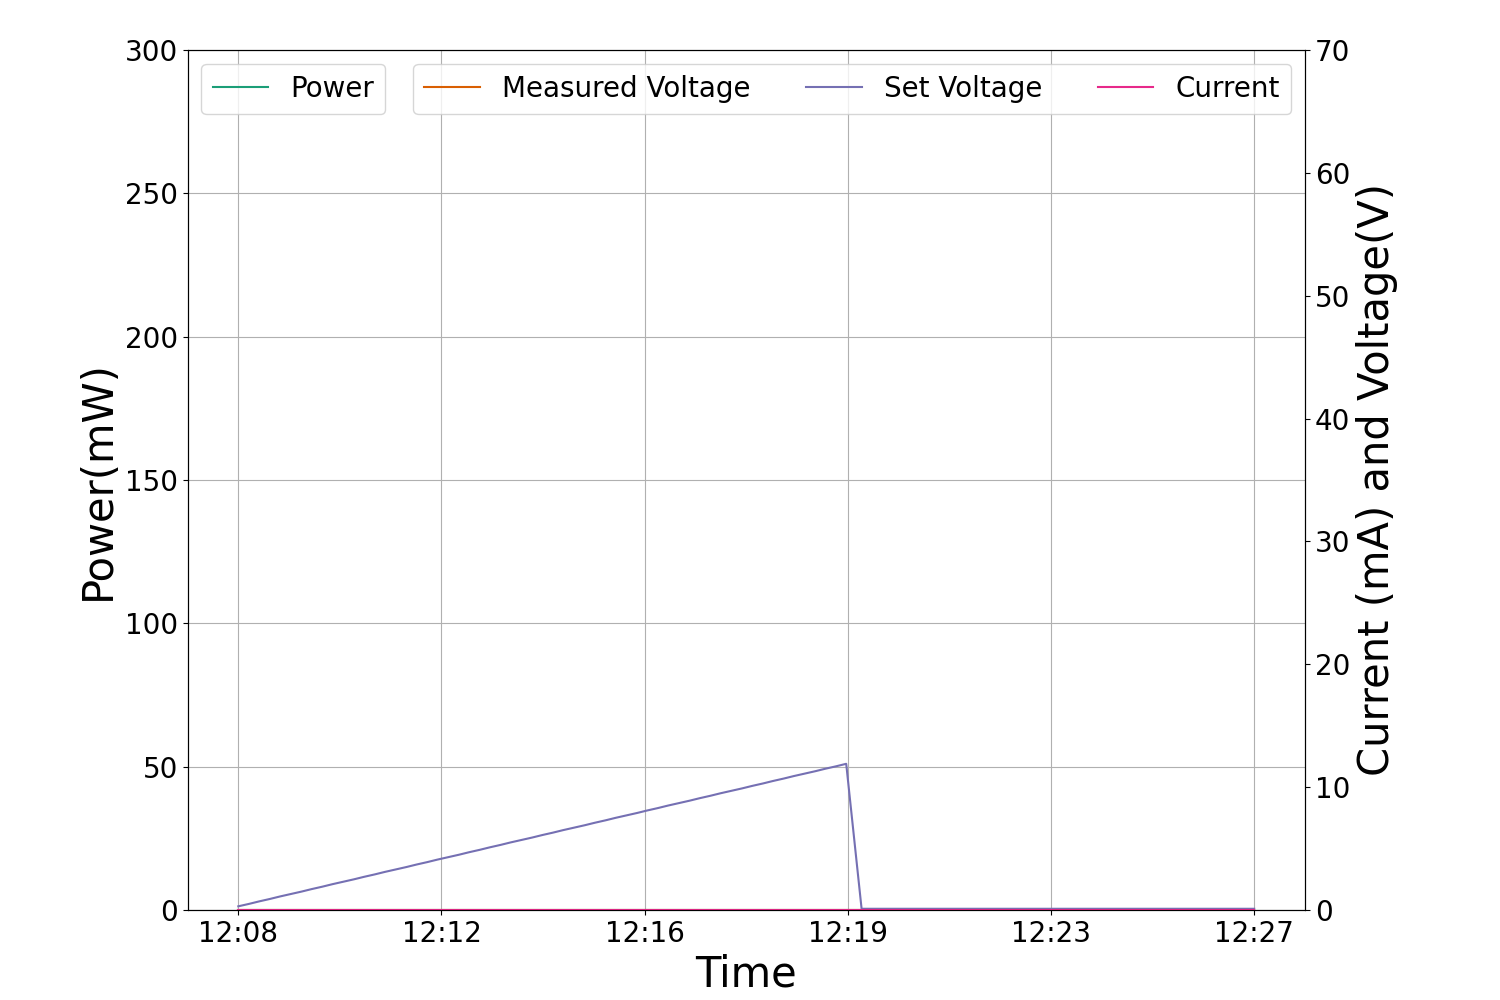 Power
Measured Voltage
Set Voltage
Current
300
250
200
150
100
50
0
Power(mW)
70
60
50
40
30
20
10
0
Current (mA) and Voltage(V)
12:08 12:12 12:16 12:19 12:23 12:27
Time